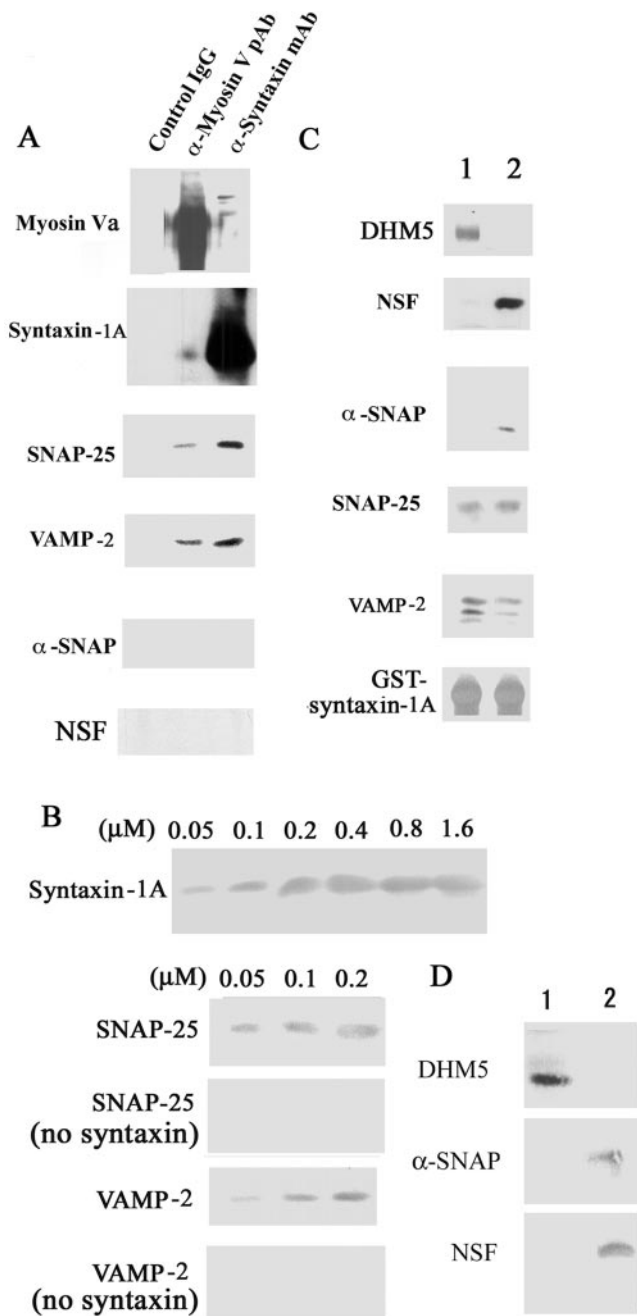 A
Control IgG
α-Myosin V pAb
α-Syntaxin mAb
Myosin Va
Syntaxin-1A
SNAP-25
VAMP-2
α-SNAP
NSF
C
1 2
DHM5
NSF
α-SNAP
SNAP-25
VAMP-2
GST-
syntaxin-1A
B
(μM) 0.05 0.1 0.2 0.4 0.8 1.6
Syntaxin-1A
(μM) 0.05 0.1 0.2
SNAP-25
SNAP-25
(no syntaxin)
VAMP-2
VAMP-2
(no syntaxin)
D
1 2
DHM5
α-SNAP
NSF